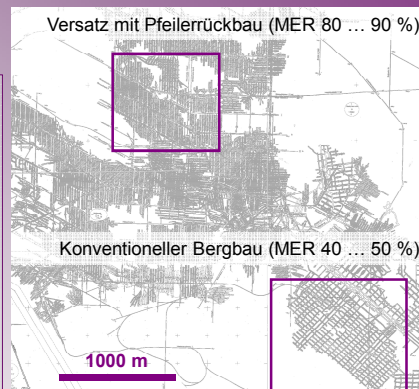 Versatz mit Pfeilerrückbau (MER 80 … 90 %)
Konventioneller Bergbau (MER 40 … 50 %)
1000 m